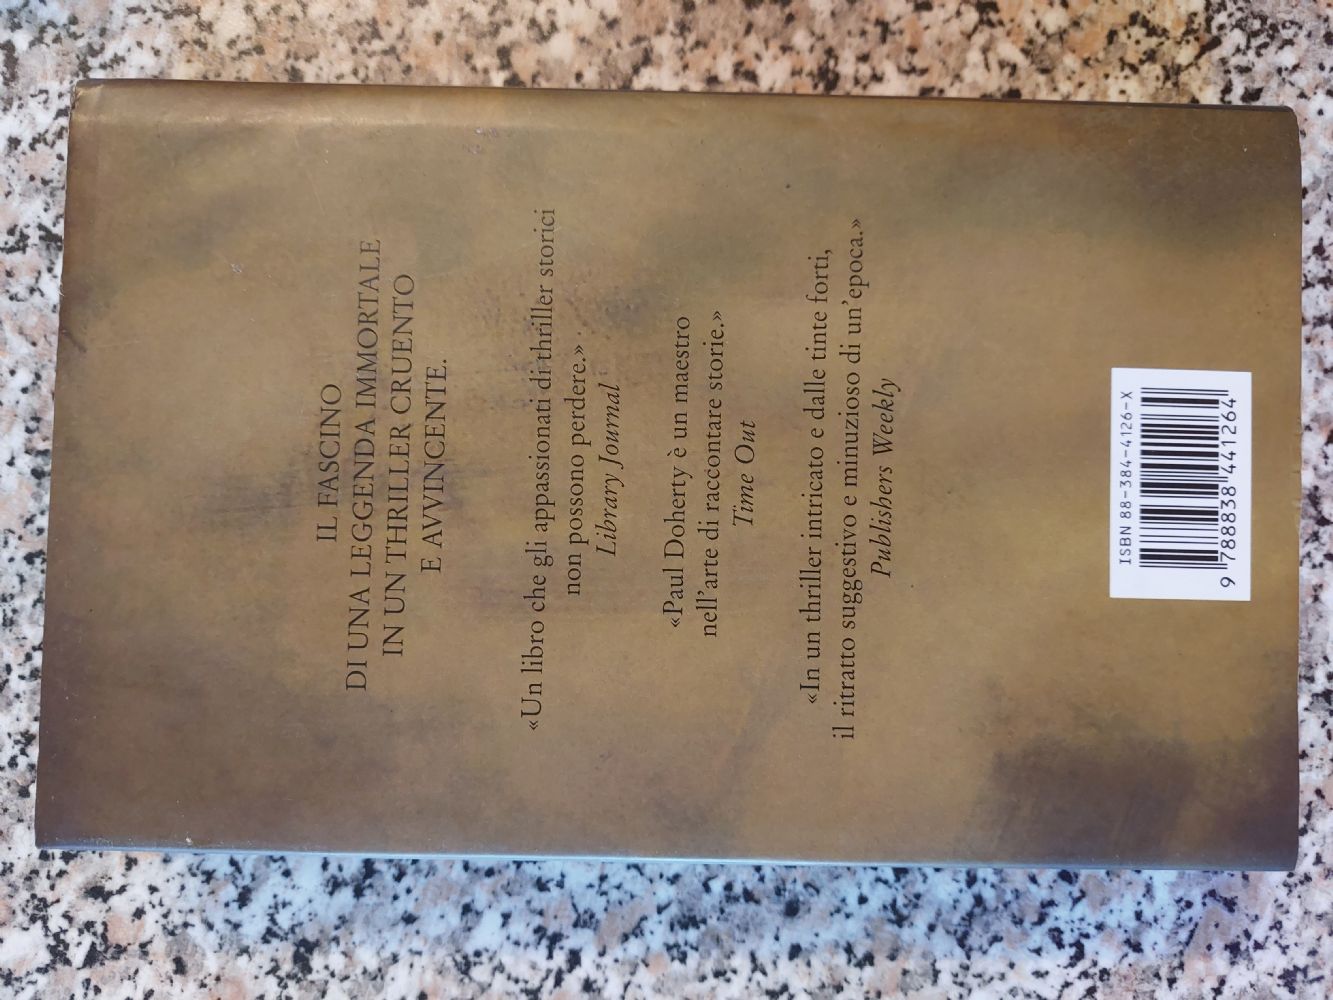 IL FASCINO
DI UNA LEGGENDA IMMORTALE
IN UN THRILLER CRUENTO
E AVVINCENTE.
«Un libro che gli appassionati di thriller storici
non possono perdere.»
Library Journal
«Paul Doherty è un maestro
nell'arte di raccontare storie.»
Time Out
«In un thriller intricato e dalle tinte forti,
il ritratto suggestivo e minuzioso di un'epoca.»
Publishers Weekly
ISBN 88-384-4126-X
9 788838 441264